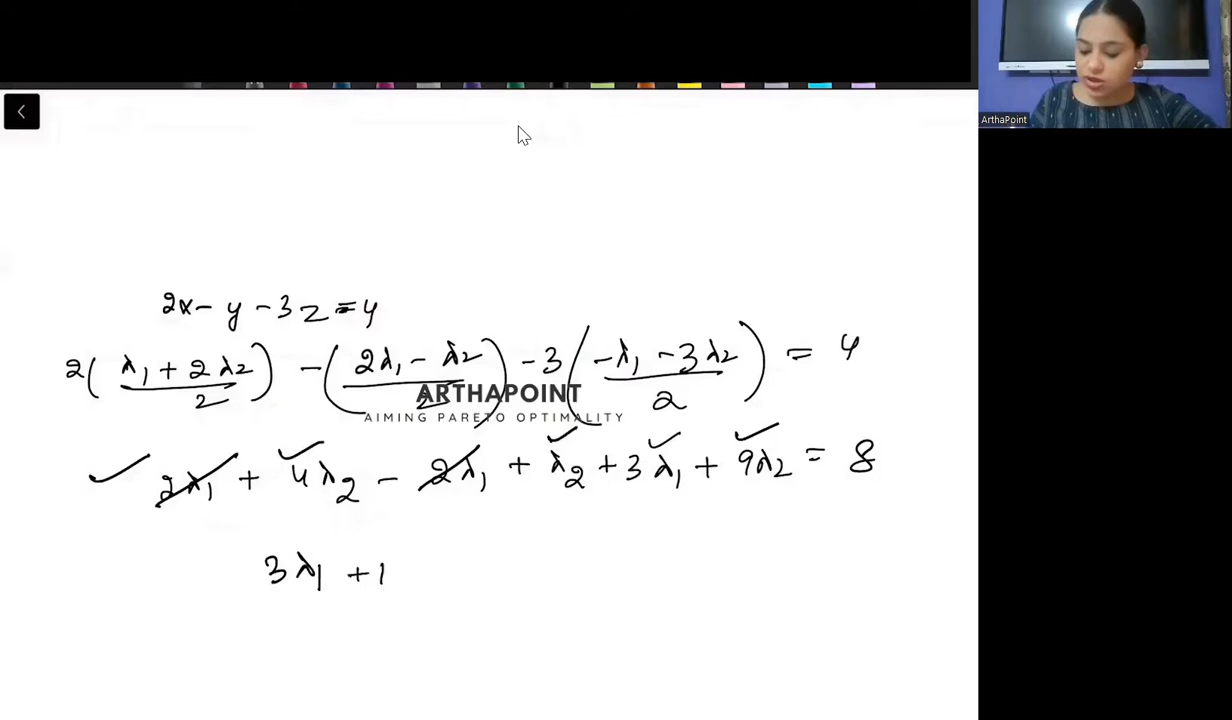 ArthaPoint
2x - y - 3z = 4
2( λ1 + 2λ2 / 2 ) - ( 2λ1 - λ2 / 2 ) - 3 ( -λ1 - 3λ2 / 2 ) = 4
ARTHAPOINT
AIMING PARETO OPTIMALITY
✓ 2λ1 + 4λ2 - 2λ1 + λ2 + 3λ1 + 9λ2 = 8
3λ1 + 1